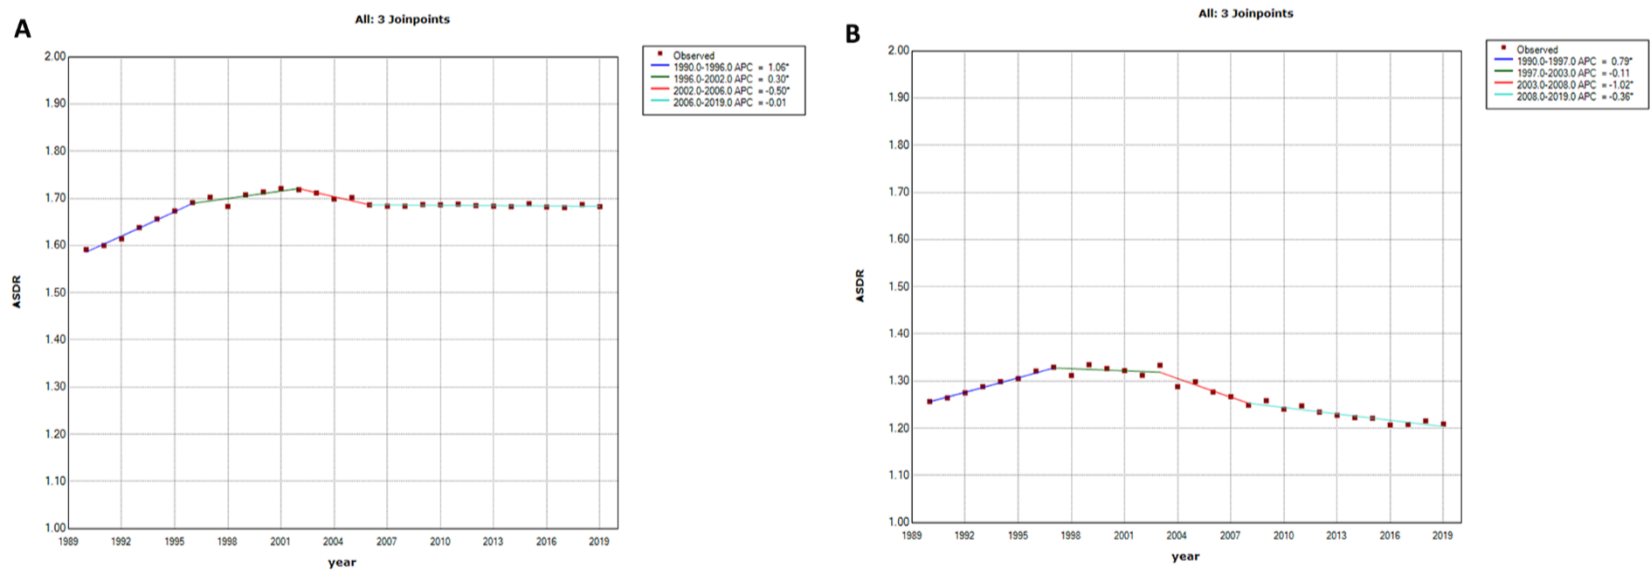 A
All: 3 Joinpoints
2.00
1.90
1.80
1.70
1.60
1.50
1.40
1.30
1.20
1.10
1.00
ASDR
1989 1992 1995 1998 2001 2004 2007 2010 2013 2016 2019
year
Observed
1990.0-1996.0 APC = 1.06*
1996.0-2002.0 APC = 0.30*
2002.0-2006.0 APC = -0.50*
2006.0-2019.0 APC = -0.01
B
All: 3 Joinpoints
2.00
1.90
1.80
1.70
1.60
1.50
1.40
1.30
1.20
1.10
1.00
ASDR
1989 1992 1995 1998 2001 2004 2007 2010 2013 2016 2019
year
Observed
1990.0-1997.0 APC = 0.79*
1997.0-2003.0 APC = -0.11
2003.0-2008.0 APC = -1.02*
2008.0-2019.0 APC = -0.36*